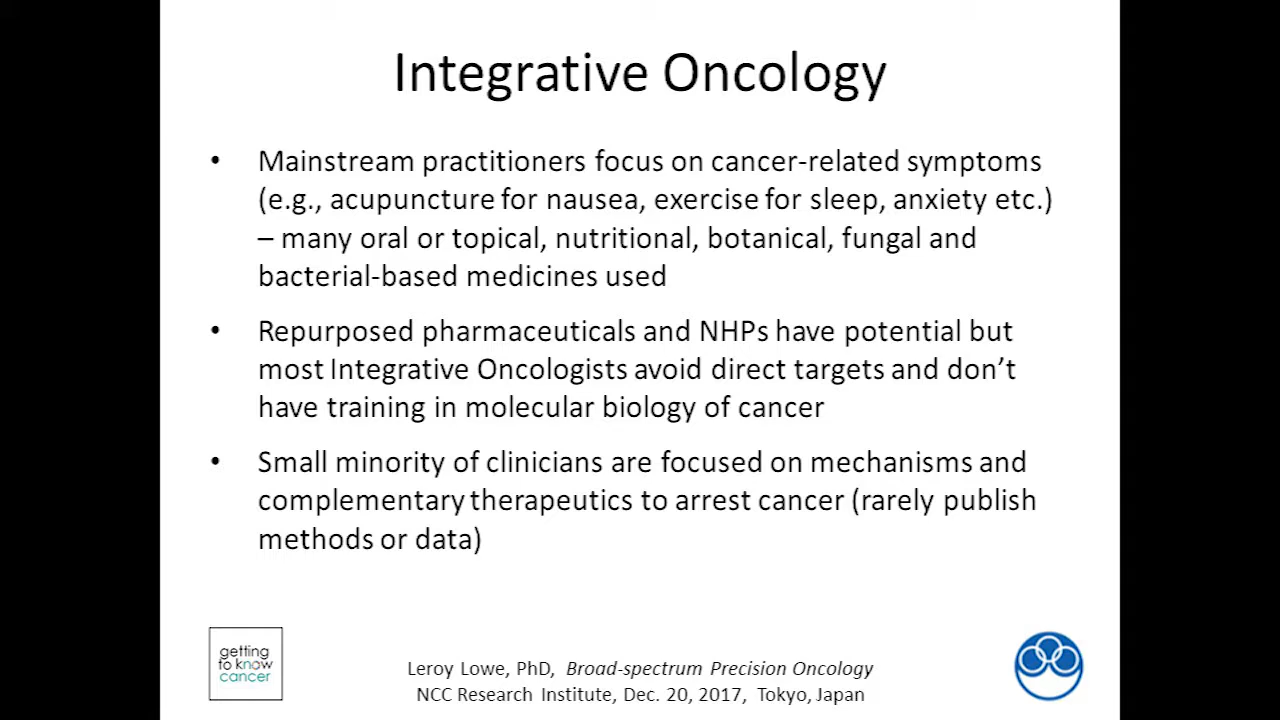 Integrative Oncology
• Mainstream practitioners focus on cancer-related symptoms
(e.g., acupuncture for nausea, exercise for sleep, anxiety etc.)
– many oral or topical, nutritional, botanical, fungal and
bacterial-based medicines used
• Repurposed pharmaceuticals and NHPs have potential but
most Integrative Oncologists avoid direct targets and don’t
have training in molecular biology of cancer
• Small minority of clinicians are focused on mechanisms and
complementary therapeutics to arrest cancer (rarely publish
methods or data)
getting
to know
cancer
Leroy Lowe, PhD, Broad-spectrum Precision Oncology
NCC Research Institute, Dec. 20, 2017, Tokyo, Japan